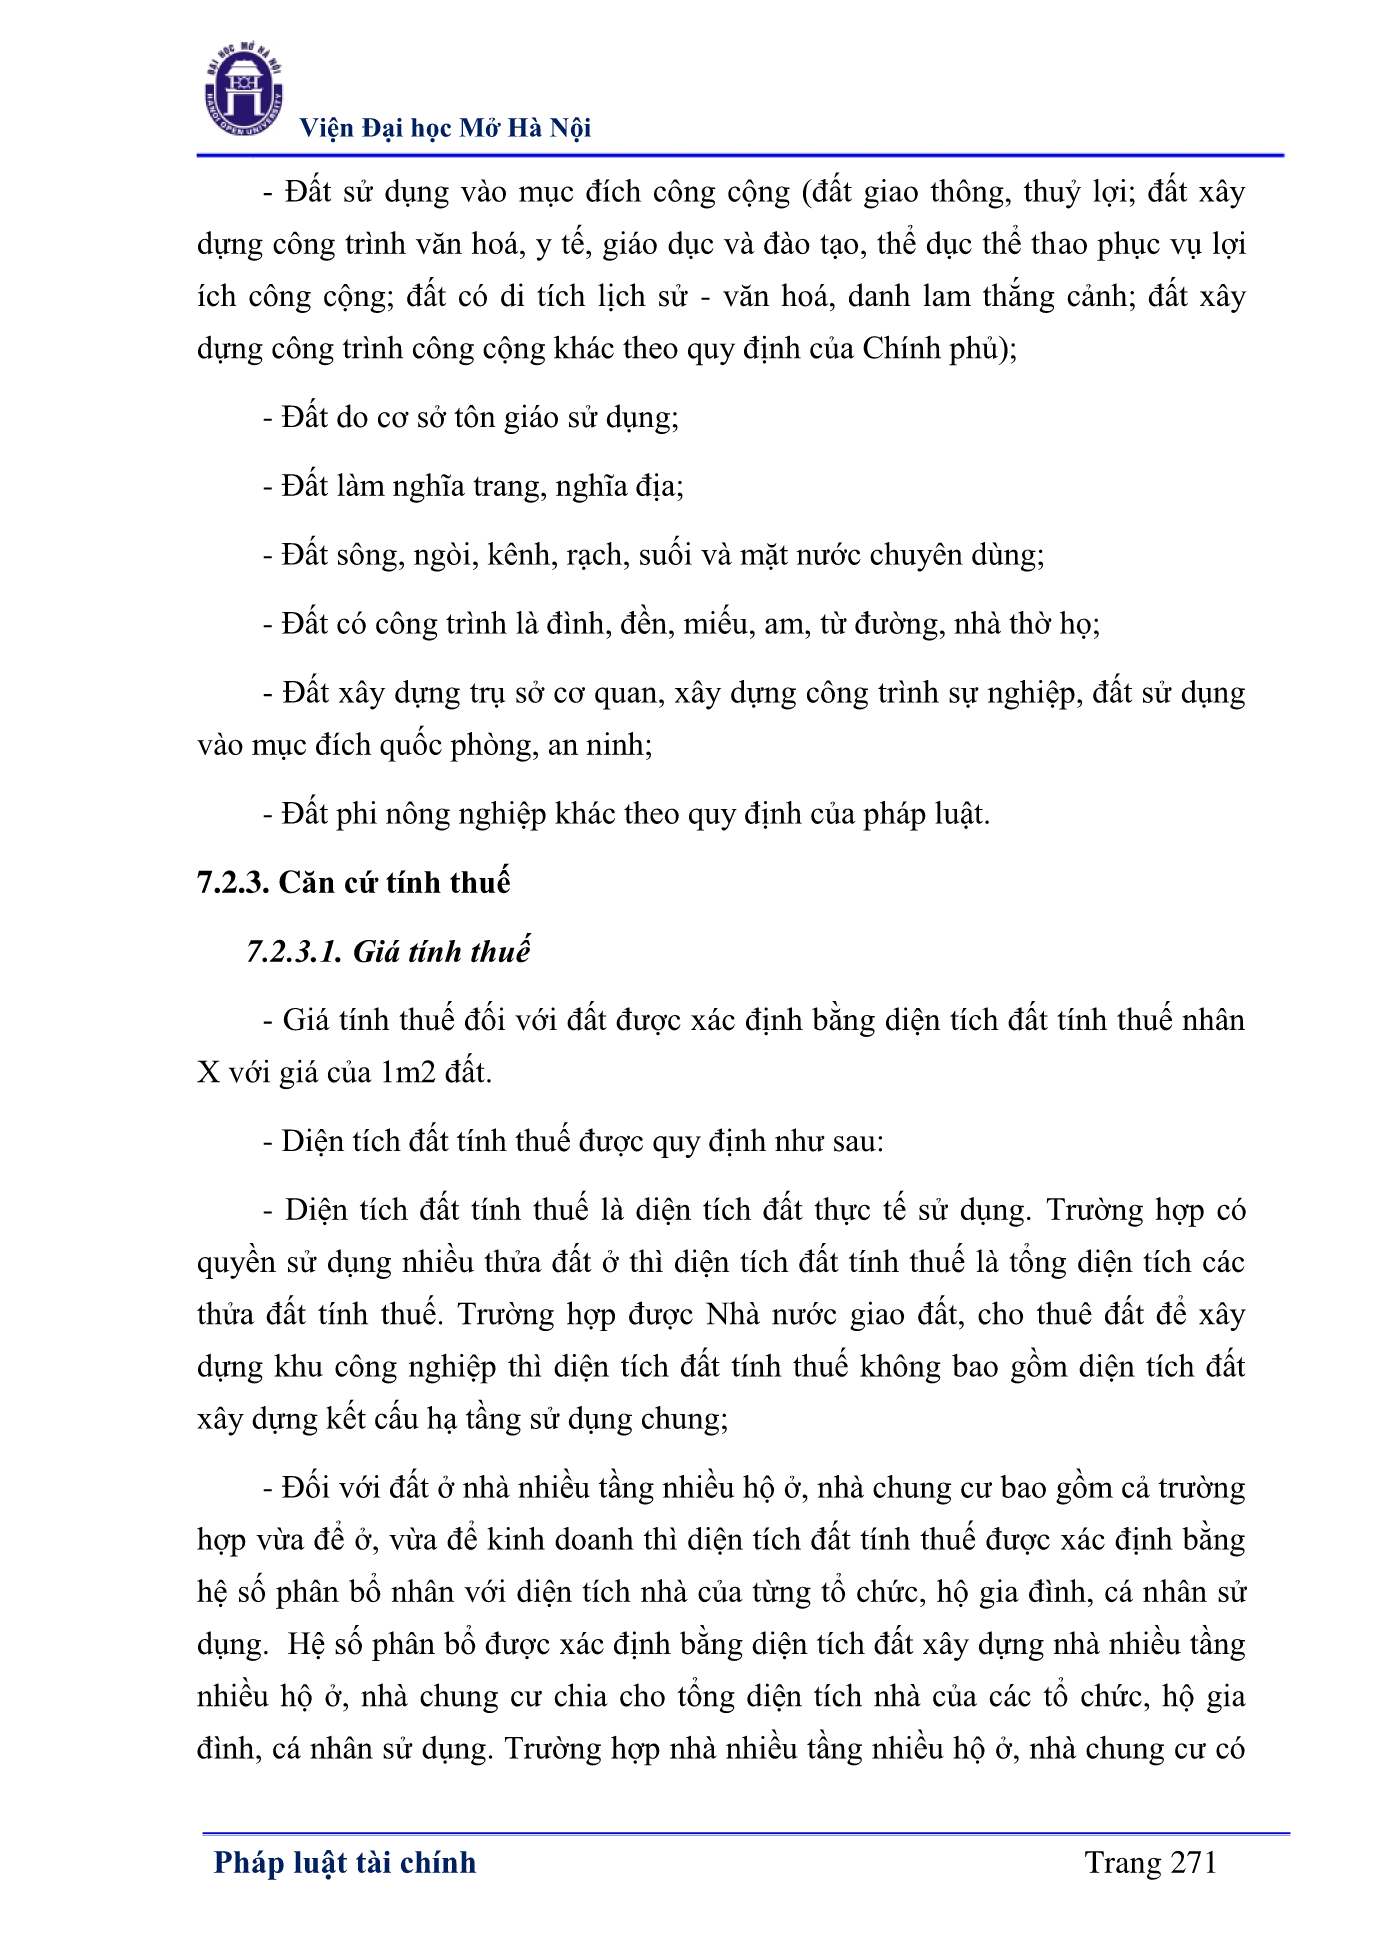 ĐẠI HỌC MỞ HÀ NỘI
HANOI OPEN UNIVERSITY
Viện Đại học Mở Hà Nội
- Đất sử dụng vào mục đích công cộng (đất giao thông, thuỷ lợi; đất xây
dựng công trình văn hoá, y tế, giáo dục và đào tạo, thể dục thể thao phục vụ lợi
ích công cộng; đất có di tích lịch sử - văn hoá, danh lam thắng cảnh; đất xây
dựng công trình công cộng khác theo quy định của Chính phủ);
- Đất do cơ sở tôn giáo sử dụng;
- Đất làm nghĩa trang, nghĩa địa;
- Đất sông, ngòi, kênh, rạch, suối và mặt nước chuyên dùng;
- Đất có công trình là đình, đền, miếu, am, từ đường, nhà thờ họ;
- Đất xây dựng trụ sở cơ quan, xây dựng công trình sự nghiệp, đất sử dụng
vào mục đích quốc phòng, an ninh;
- Đất phi nông nghiệp khác theo quy định của pháp luật.
7.2.3. Căn cứ tính thuế
7.2.3.1. Giá tính thuế
- Giá tính thuế đối với đất được xác định bằng diện tích đất tính thuế nhân
X với giá của 1m2 đất.
- Diện tích đất tính thuế được quy định như sau:
- Diện tích đất tính thuế là diện tích đất thực tế sử dụng. Trường hợp có
quyền sử dụng nhiều thửa đất ở thì diện tích đất tính thuế là tổng diện tích các
thửa đất tính thuế. Trường hợp được Nhà nước giao đất, cho thuê đất để xây
dựng khu công nghiệp thì diện tích đất tính thuế không bao gồm diện tích đất
xây dựng kết cấu hạ tầng sử dụng chung;
- Đối với đất ở nhà nhiều tầng nhiều hộ ở, nhà chung cư bao gồm cả trường
hợp vừa để ở, vừa để kinh doanh thì diện tích đất tính thuế được xác định bằng
hệ số phân bổ nhân với diện tích nhà của từng tổ chức, hộ gia đình, cá nhân sử
dụng. Hệ số phân bổ được xác định bằng diện tích đất xây dựng nhà nhiều tầng
nhiều hộ ở, nhà chung cư chia cho tổng diện tích nhà của các tổ chức, hộ gia
đình, cá nhân sử dụng. Trường hợp nhà nhiều tầng nhiều hộ ở, nhà chung cư có
Pháp luật tài chính Trang 271